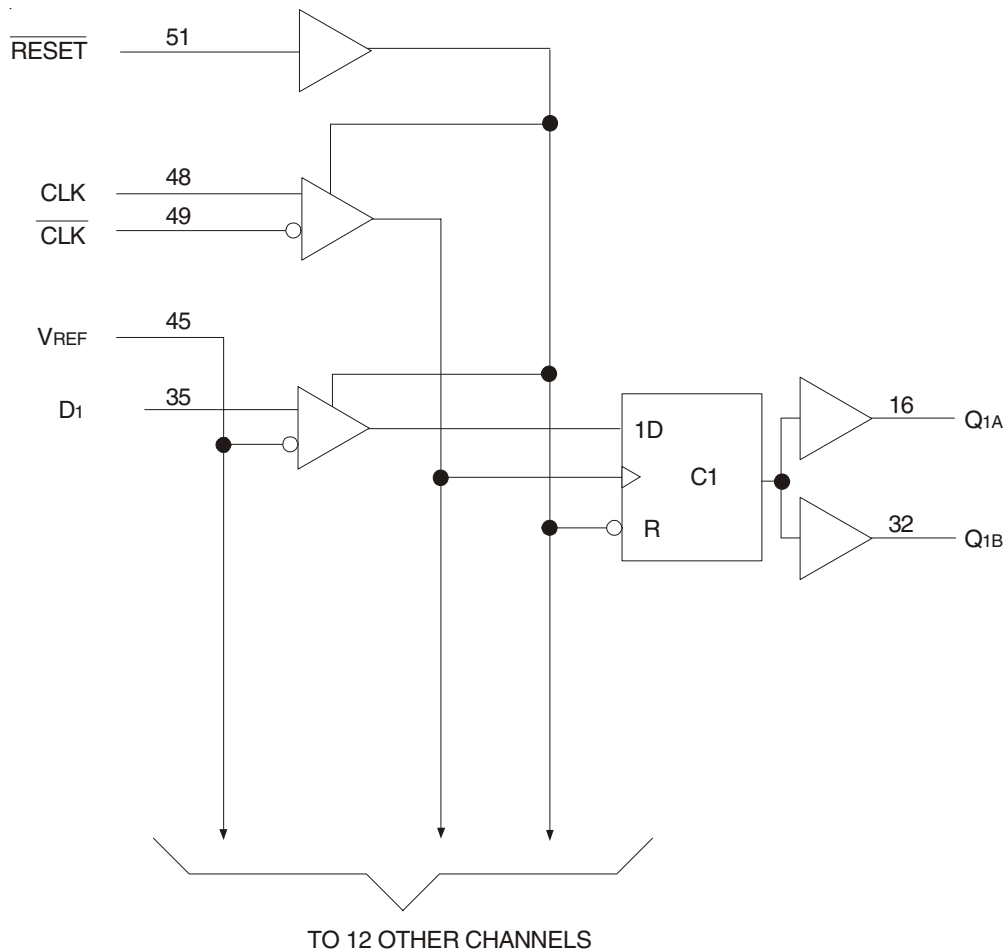 RESET 51
CLK 48
CLK 49
VREF 45
D1 35
1D
C1
R
16 Q1A
32 Q1B
TO 12 OTHER CHANNELS